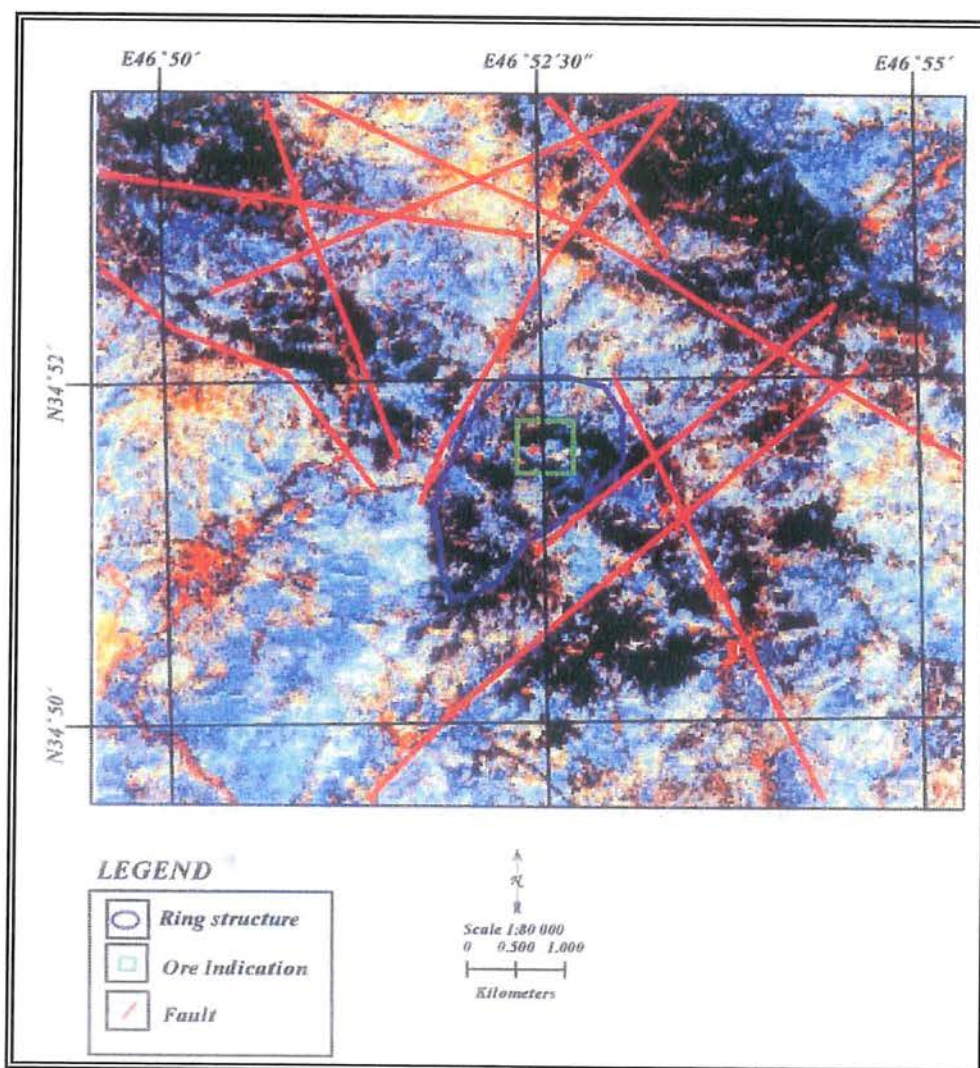 E46°50′ E46°52′30″ E46°55′
N34°52′
N34°50′
LEGEND
Ring structure
Ore Indication
Fault
N
Scale 1:80 000
0 0.500 1.000
Kilometers